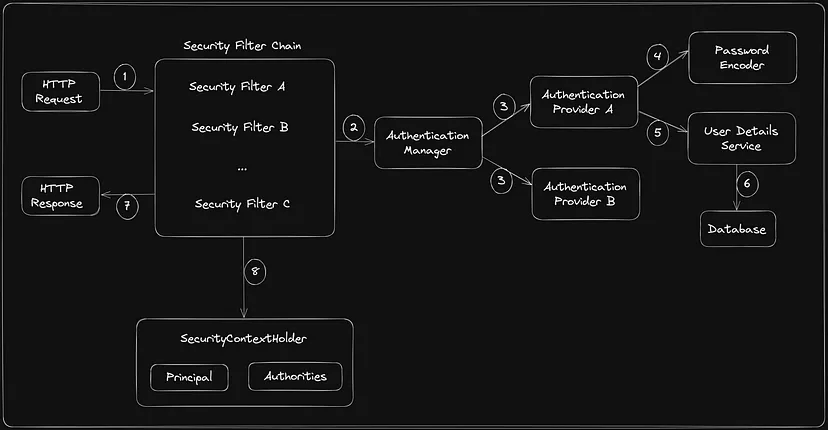 Security Filter Chain
HTTP
Request
1
Security Filter A
Security Filter B
...
Security Filter C
2
Authentication
Manager
3
3
Authentication
Provider A
Authentication
Provider B
4
Password
Encoder
5
User Details
Service
6
Database
HTTP
Response
7
8
SecurityContextHolder
Principal
Authorities